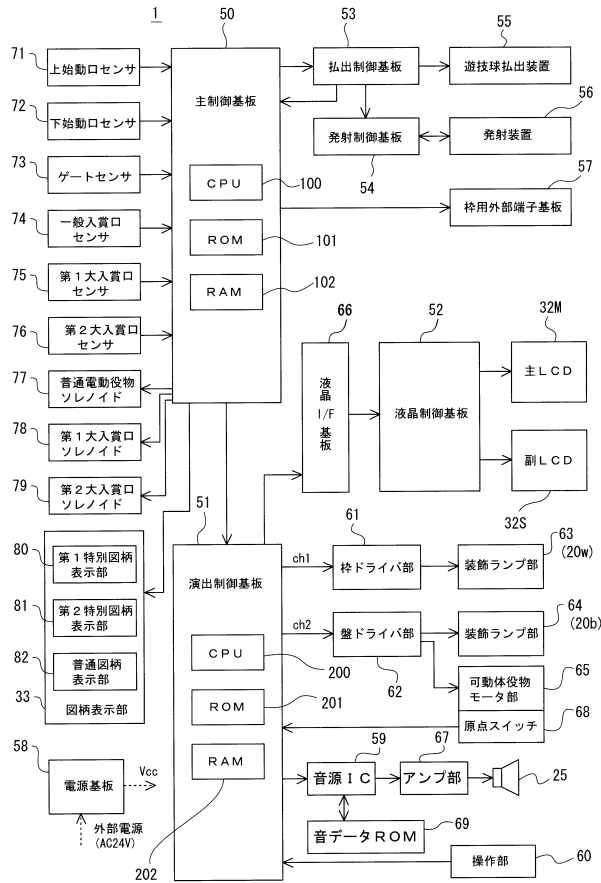 1
50
53
55
71
上始動口センサ
主制御基板
払出制御基板
遊技球払出装置
72
下始動口センサ
56
発射制御基板
発射装置
54
73
ゲートセンサ
57
CPU
100
枠用外部端子基板
74
一般入賞口
センサ
ROM
101
75
第1大入賞口
センサ
RAM
102
76
第2大入賞口
センサ
66
52
32M
77
普通電動役物
ソレノイド
液晶
I/F
基板
液晶制御基板
主LCD
78
第1大入賞口
ソレノイド
副LCD
79
第2大入賞口
ソレノイド
32S
51
61
63
(20w)
80
第1特別図柄
表示部
演出制御基板
ch1
枠ドライバ部
装飾ランプ部
81
第2特別図柄
表示部
ch2
盤ドライバ部
装飾ランプ部
64
(20b)
62
82
普通図柄
表示部
CPU
200
可動体役物
モータ部
65
33
図柄表示部
ROM
201
原点スイッチ
68
58
電源基板
Vcc
RAM
202
59
音源IC
67
アンプ部
25
外部電源
(AC24V)
音データROM
69
操作部
60